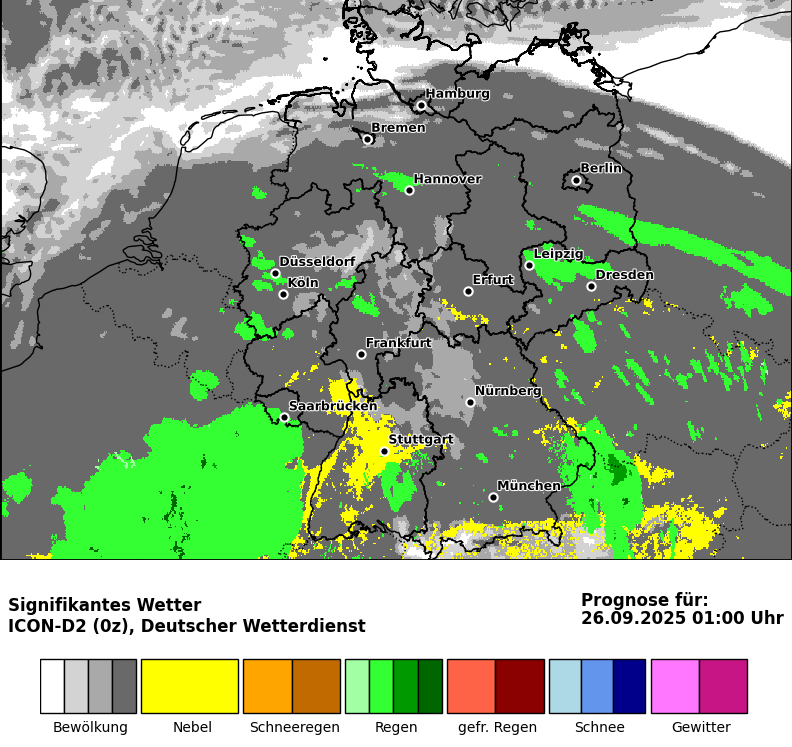 Hamburg
Bremen
Berlin
Hannover
Leipzig
Düsseldorf
Dresden
Köln
Erfurt
Frankfurt
Nürnberg
Saarbrücken
Stuttgart
München
Signifikantes Wetter
ICON-D2 (0z), Deutscher Wetterdienst
Prognose für:
26.09.2025 01:00 Uhr
Bewölkung
Nebel
Schneeregen
Regen
gefr. Regen
Schnee
Gewitter